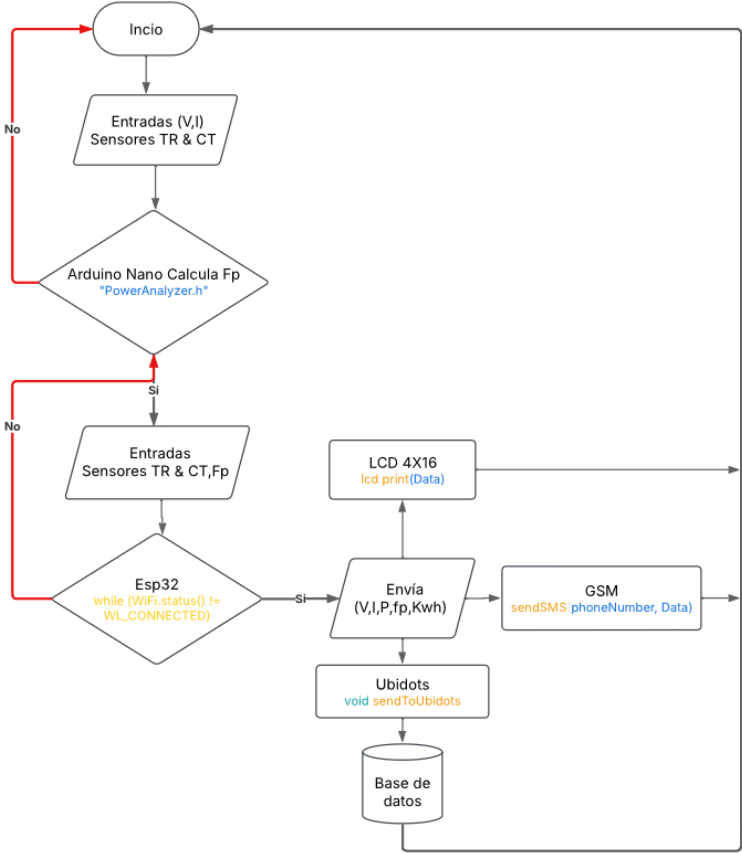 Incio
Entradas (V,I)
Sensores TR & CT
No
Arduino Nano Calcula Fp
"PowerAnalyzer.h"
Si
No
Entradas
Sensores TR & CT,Fp
LCD 4X16
lcd print(Data)
Esp32
while (WiFi.status() !=
WL_CONNECTED)
Si
Envía
(V,I,P,fp,Kwh)
GSM
sendSMS(phoneNumber, Data)
Ubidots
void sendToUbidots
Base de
datos